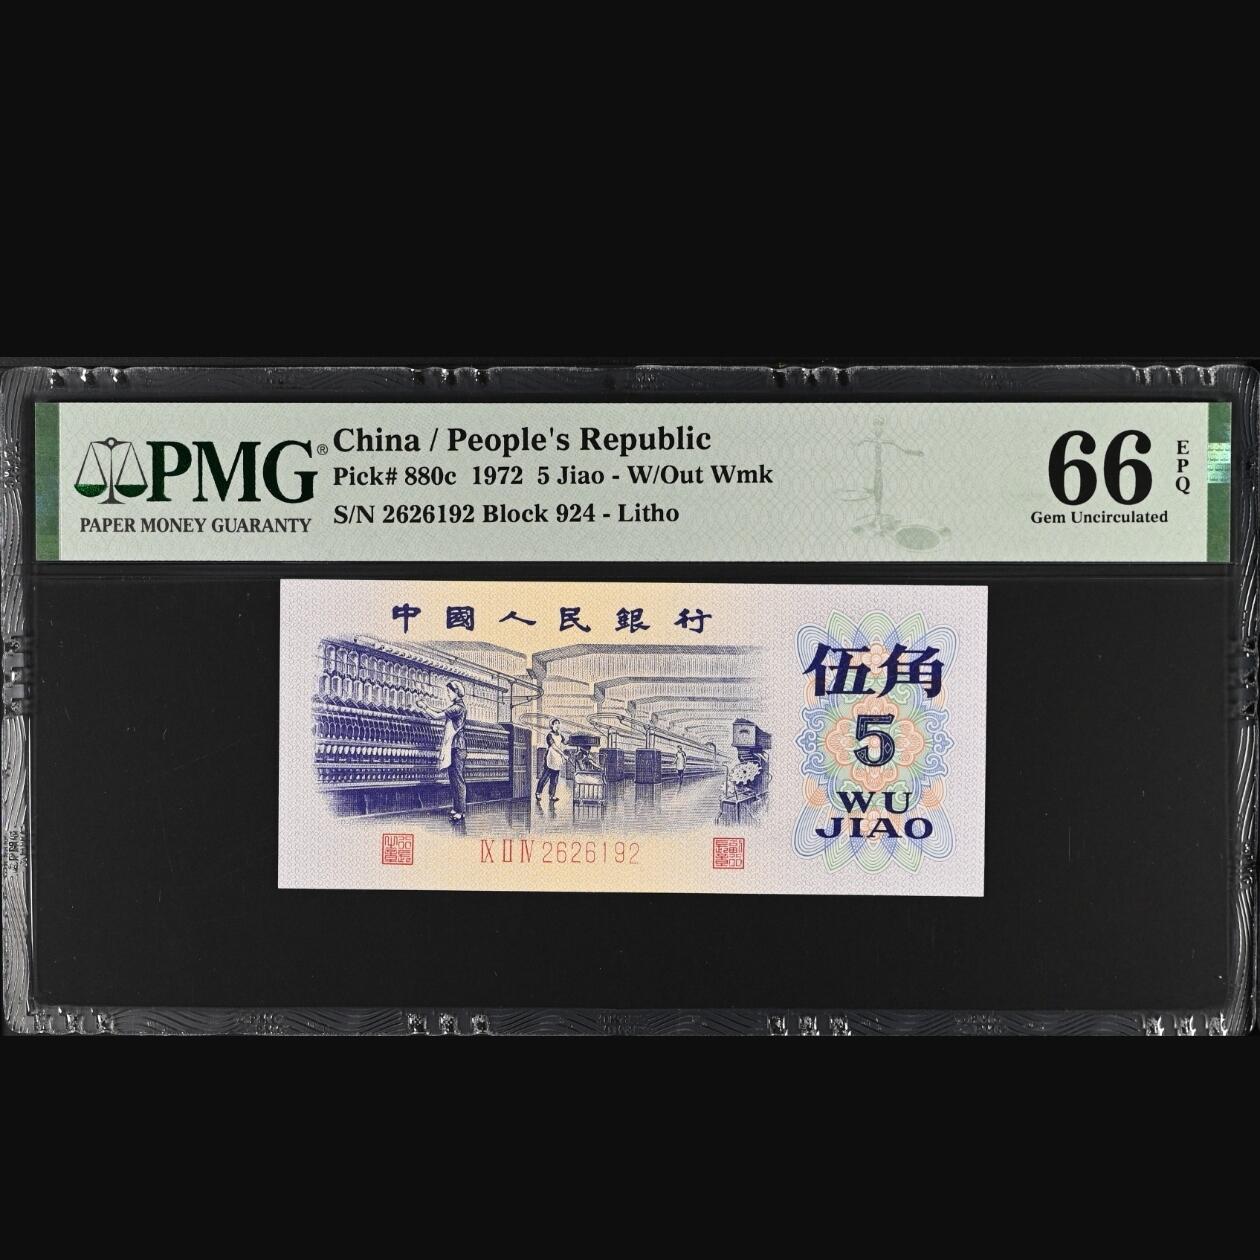 PMG®
PAPER MONEY GUARANTY
China / People's Republic
Pick# 880c 1972 5 Jiao - W/Out Wmk
S/N 2626192 Block 924 - Litho
66
EPQ
Gem Uncirculated
中國人民銀行
伍角
5
WU
JIAO
IX II IV 2626192